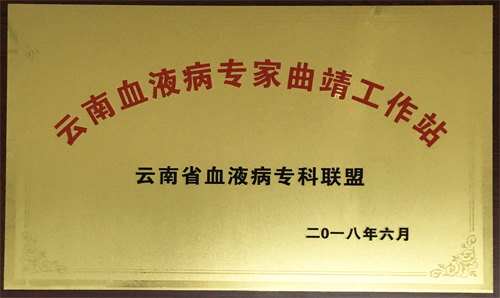 云南血液病专家曲靖工作站
云南省血液病专科联盟
二0一八年六月